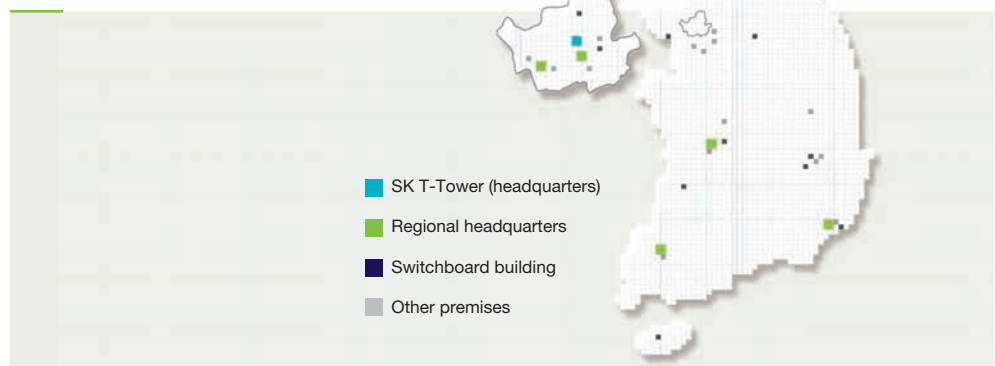 SK T-Tower (headquarters)
Regional headquarters
Switchboard building
Other premises